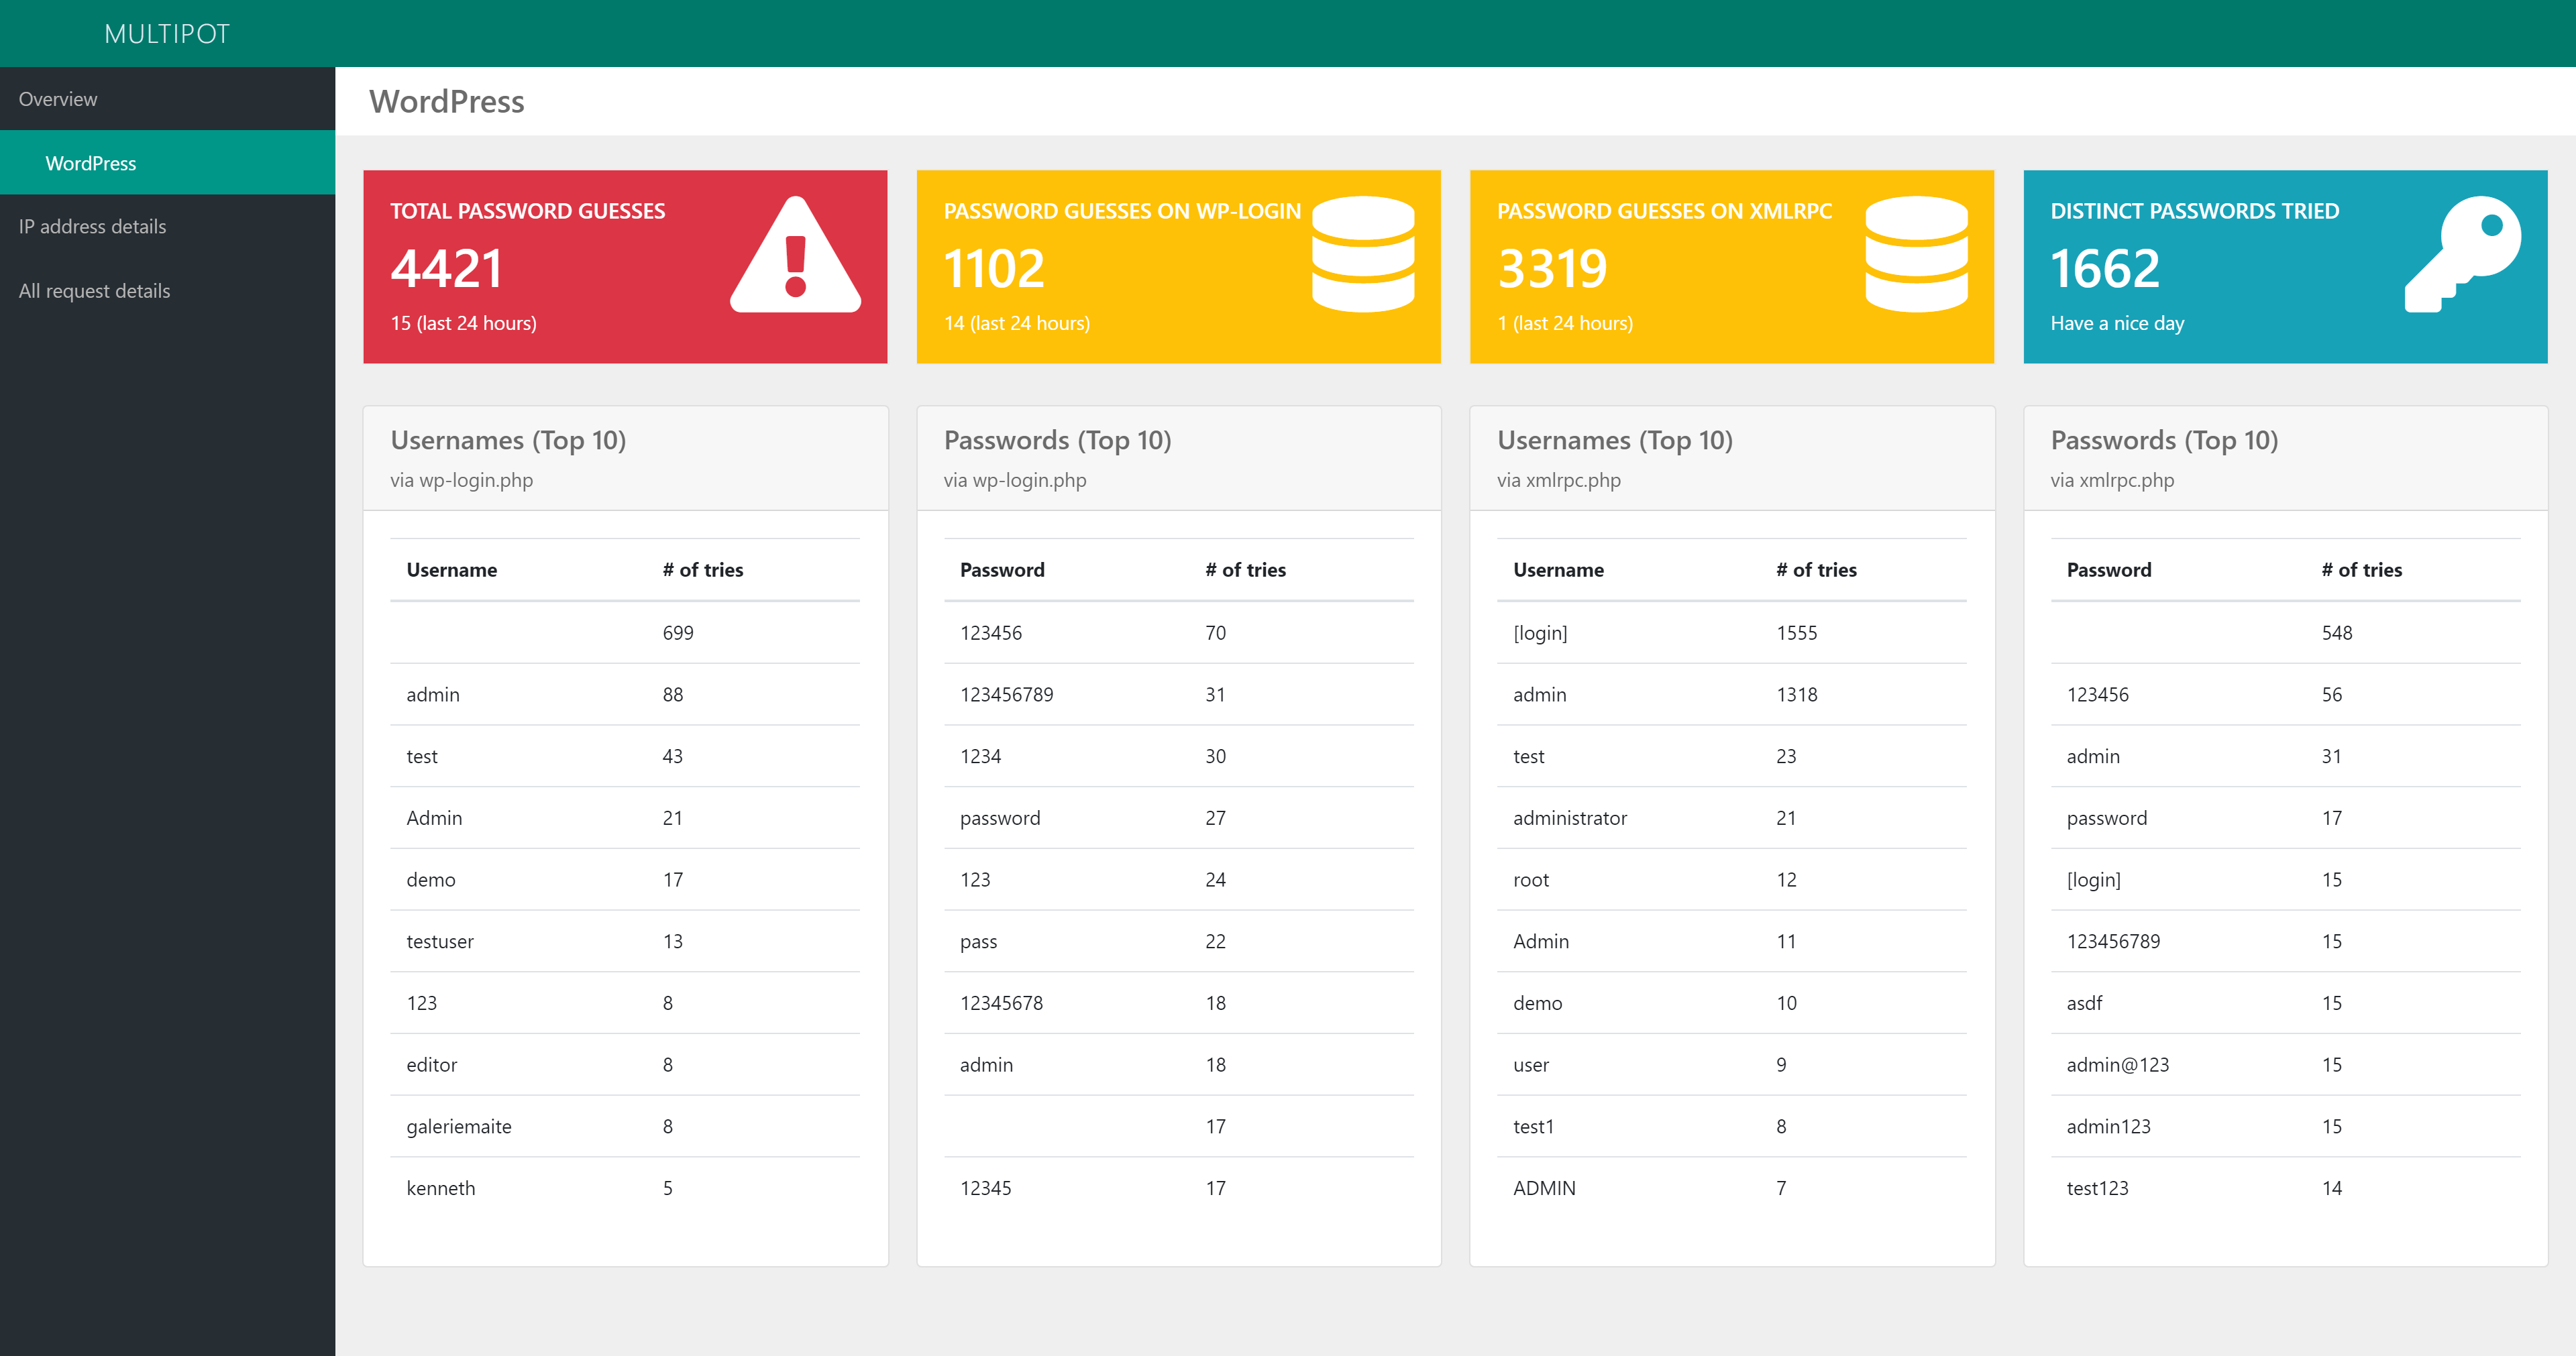 MULTIPOT
Overview
WordPress
IP address details
All request details
WordPress
TOTAL PASSWORD GUESSES
4421
15 (last 24 hours)
PASSWORD GUESSES ON WP-LOGIN
1102
14 (last 24 hours)
PASSWORD GUESSES ON XMLRPC
3319
1 (last 24 hours)
DISTINCT PASSWORDS TRIED
1662
Have a nice day
Usernames (Top 10)
via wp-login.php
Username # of tries
699
admin 88
test 43
Admin 21
demo 17
testuser 13
123 8
editor 8
galeriemaite 8
kenneth 5
Passwords (Top 10)
via wp-login.php
Password # of tries
123456 70
123456789 31
1234 30
password 27
123 24
pass 22
12345678 18
admin 18
17
12345 17
Usernames (Top 10)
via xmlrpc.php
Username # of tries
[login] 1555
admin 1318
test 23
administrator 21
root 12
Admin 11
demo 10
user 9
test1 8
ADMIN 7
Passwords (Top 10)
via xmlrpc.php
Password # of tries
548
123456 56
admin 31
password 17
[login] 15
123456789 15
asdf 15
admin@123 15
admin123 15
test123 14